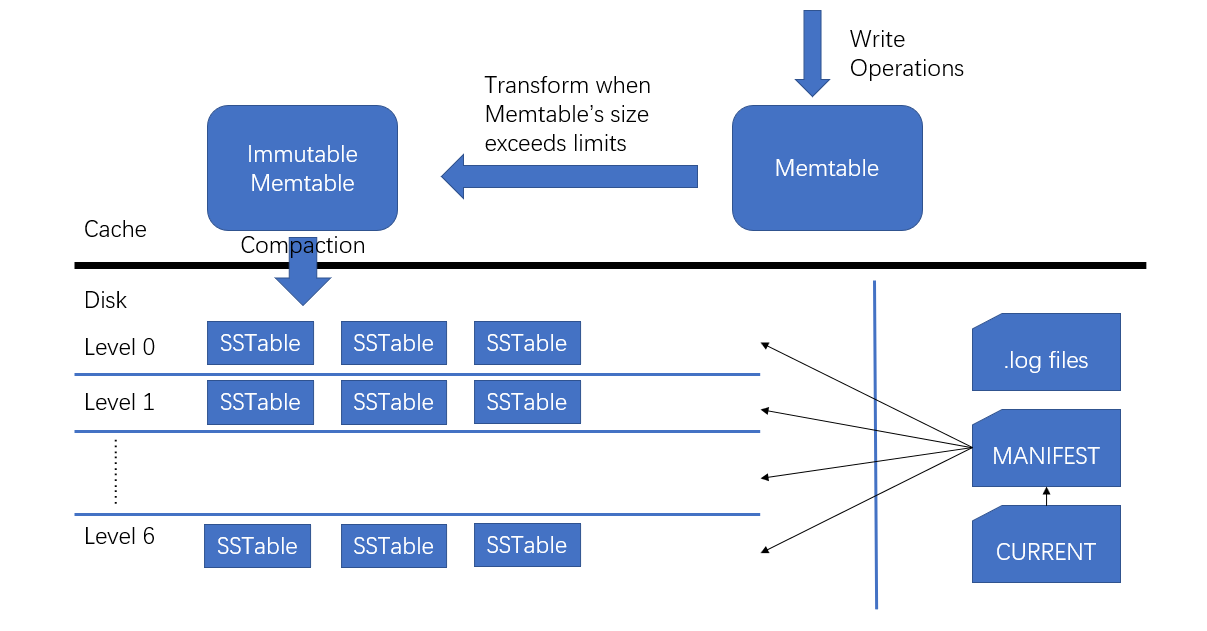 Write
Operations
Transform when
Memtable’s size
exceeds limits
Immutable
Memtable
Memtable
Cache
Compaction
Disk
Level 0
SSTable SSTable SSTable
.log files
Level 1
SSTable SSTable SSTable
MANIFEST
Level 6
SSTable SSTable SSTable
CURRENT